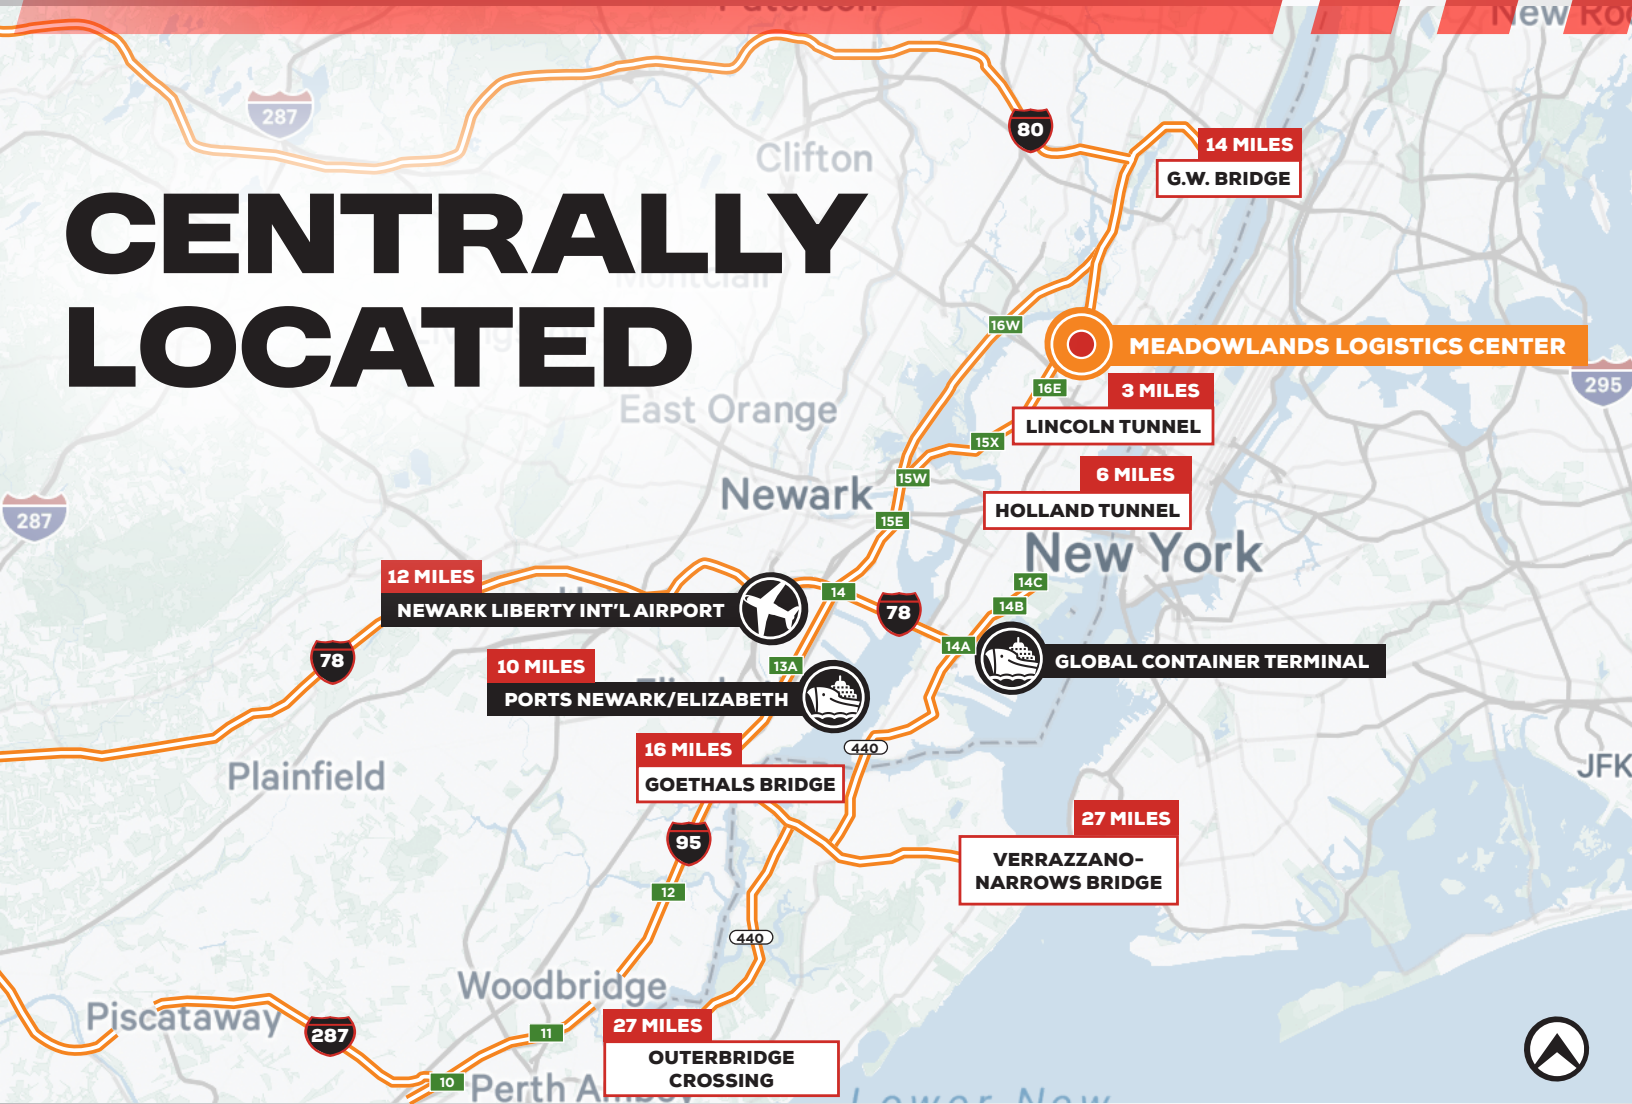 287
80
14 MILES
G.W. BRIDGE
Clifton
CENTRALLY
LOCATED
Montclair
16W
MEADOWLANDS LOGISTICS CENTER
295
16E
3 MILES
LINCOLN TUNNEL
East Orange
15X
15W
6 MILES
HOLLAND TUNNEL
Newark
287
15E
New York
12 MILES
NEWARK LIBERTY INT'L AIRPORT
14
14C
14B
78
14A
78
13A
GLOBAL CONTAINER TERMINAL
10 MILES
PORTS NEWARK/ELIZABETH
16 MILES
GOETHALS BRIDGE
440
Plainfield
JFK
27 MILES
VERRAZZANO-
NARROWS BRIDGE
95
12
440
Woodbridge
Piscataway
287
11
27 MILES
OUTERBRIDGE
CROSSING
10
Perth
Lower New